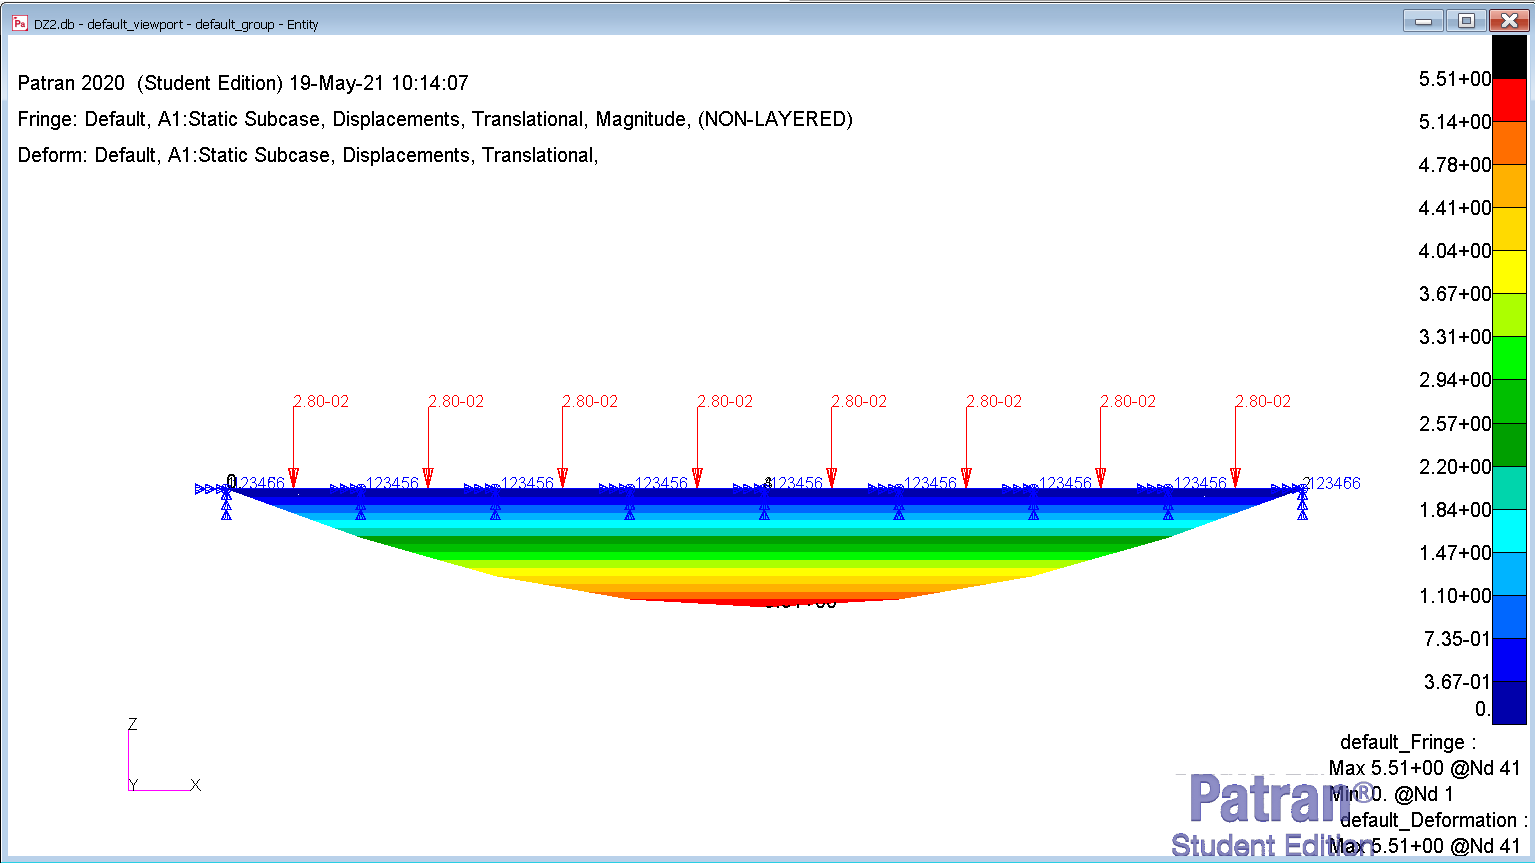 DZ2.db - default_viewport - default_group - Entity
Patran 2020 (Student Edition) 19-May-21 10:14:07
Fringe: Default, A1:Static Subcase, Displacements, Translational, Magnitude, (NON-LAYERED)
Deform: Default, A1:Static Subcase, Displacements, Translational,
5.51+00
5.14+00
4.78+00
4.41+00
4.04+00
3.67+00
3.31+00
2.94+00
2.57+00
2.20+00
1.84+00
1.47+00
1.10+00
7.35-01
3.67-01
0.
2.80-02 2.80-02 2.80-02 2.80-02 2.80-02 2.80-02 2.80-02 2.80-02
123456 123456 123456 123456 123456 123456 123456 123456
Z
Y X
default_Fringe :
Max 5.51+00 @Nd 41
Min 0. @Nd 1
default_Deformation :
Max 5.51+00 @Nd 41
Patran®
Student Edition